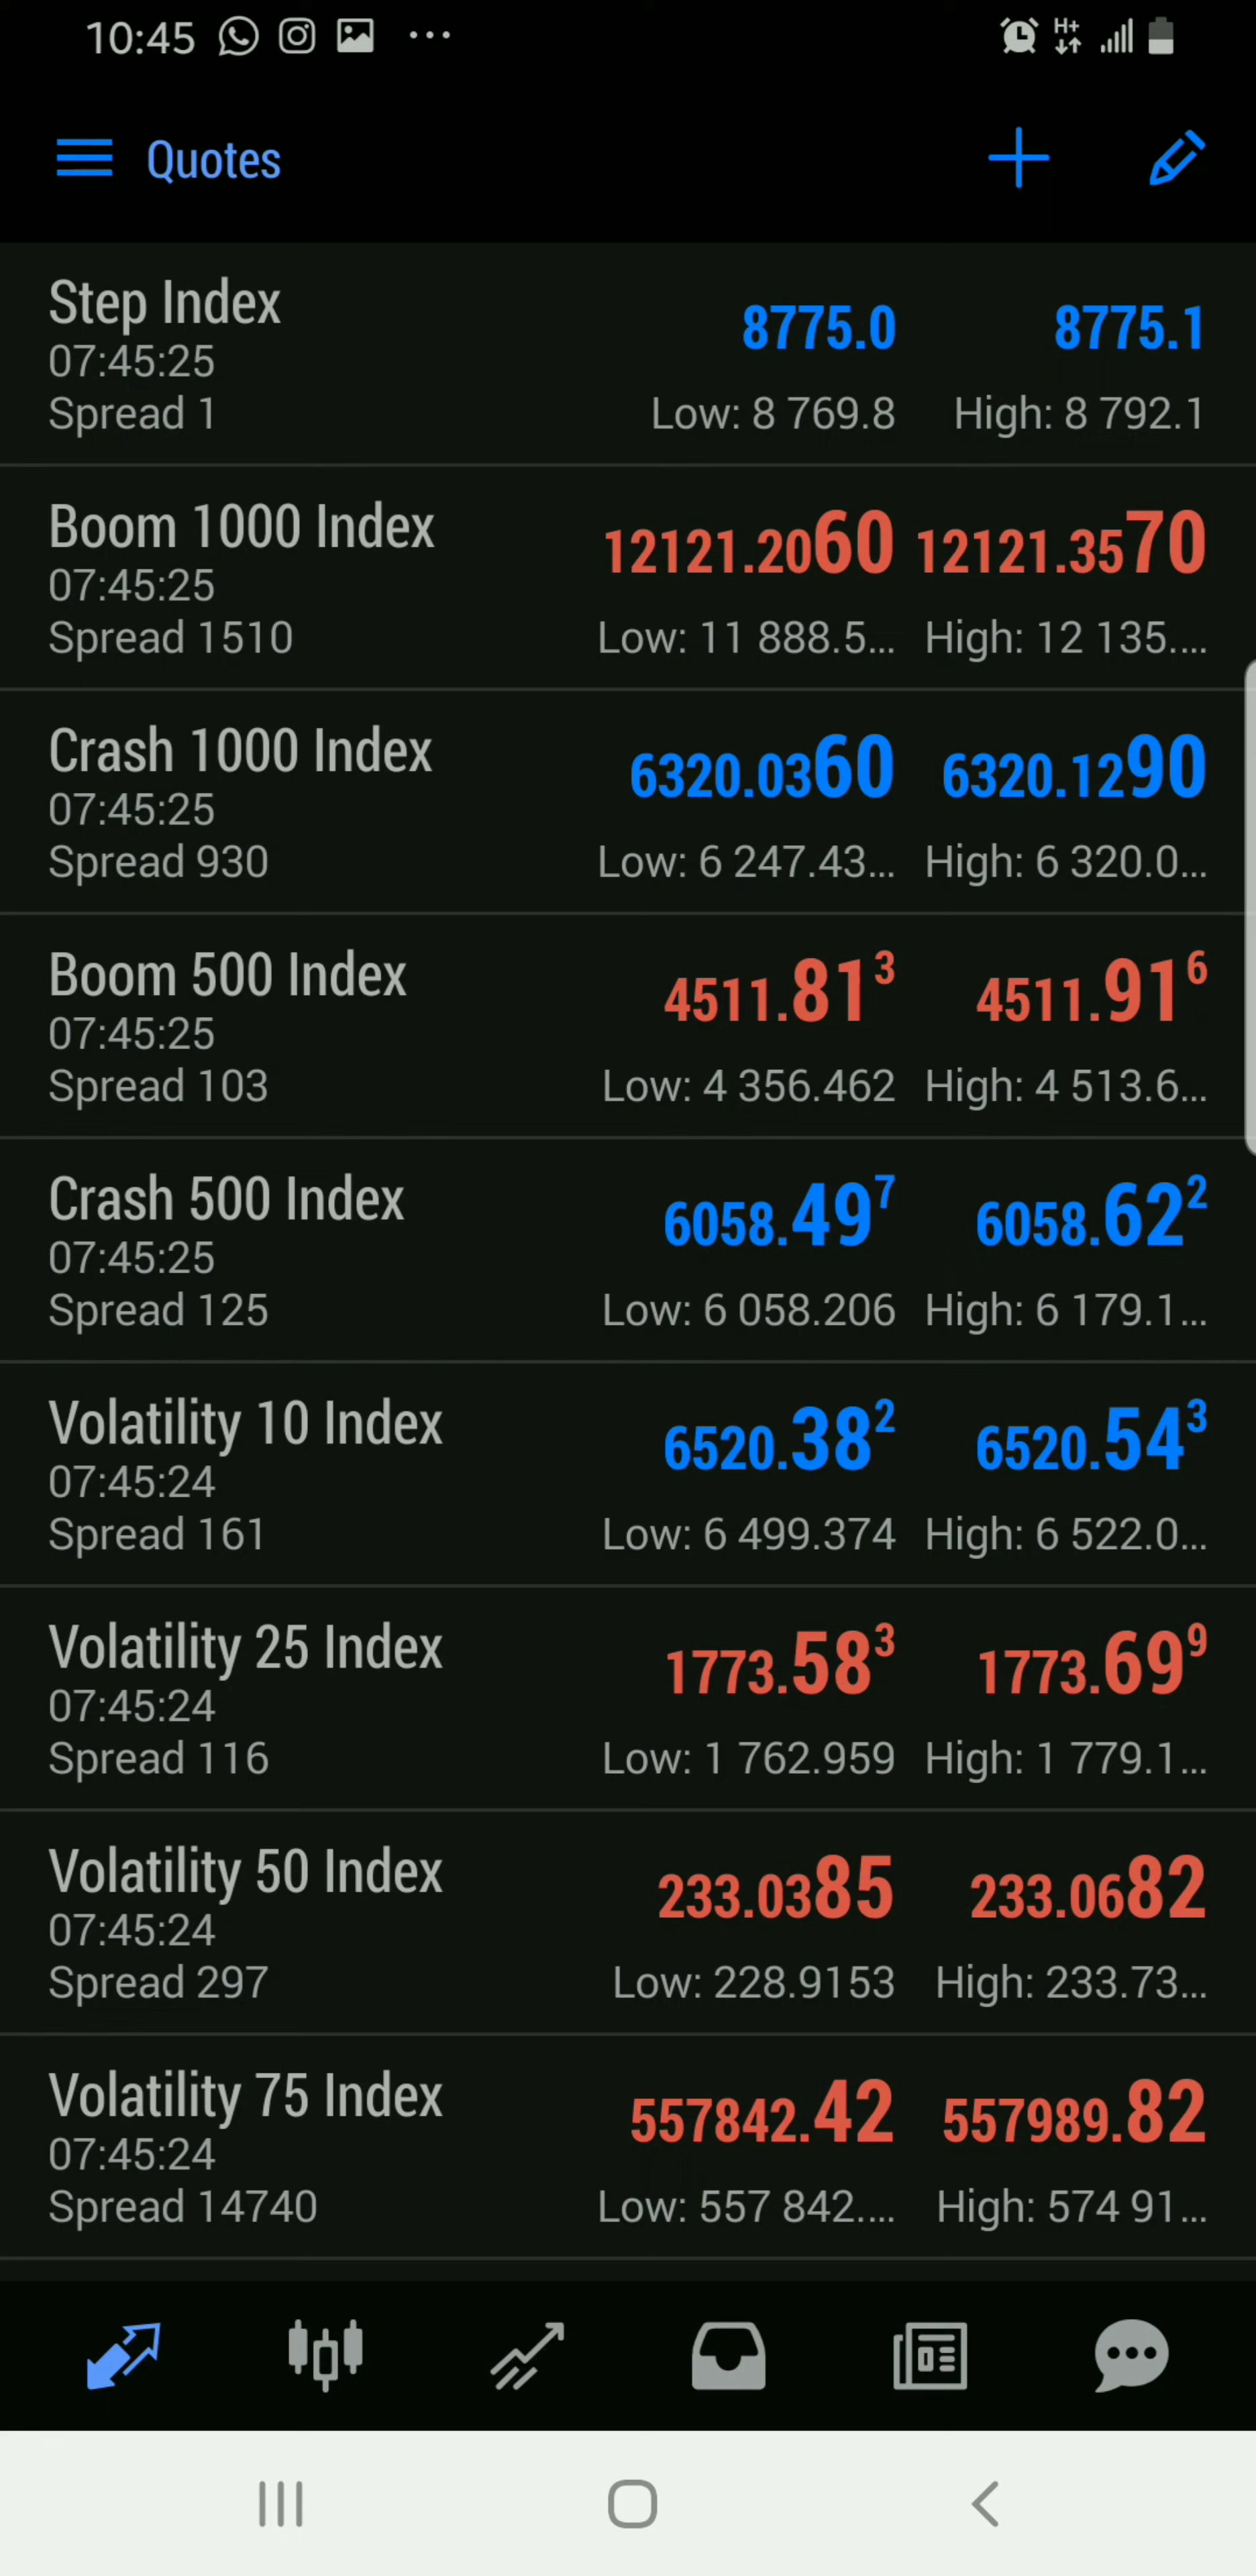 10:45
H+
Quotes
Step Index
07:45:25
Spread 1
8775.0 8775.1
Low: 8 769.8 High: 8 792.1
Boom 1000 Index
07:45:25
Spread 1510
12121.2060 12121.3570
Low: 11 888.5... High: 12 135....
Crash 1000 Index
07:45:25
Spread 930
6320.0360 6320.1290
Low: 6 247.43... High: 6 320.0...
Boom 500 Index
07:45:25
Spread 103
4511.813 4511.916
Low: 4 356.462 High: 4 513.6...
Crash 500 Index
07:45:25
Spread 125
6058.497 6058.622
Low: 6 058.206 High: 6 179.1...
Volatility 10 Index
07:45:24
Spread 161
6520.382 6520.543
Low: 6 499.374 High: 6 522.0...
Volatility 25 Index
07:45:24
Spread 116
1773.583 1773.699
Low: 1 762.959 High: 1 779.1...
Volatility 50 Index
07:45:24
Spread 297
233.0385 233.0682
Low: 228.9153 High: 233.73...
Volatility 75 Index
07:45:24
Spread 14740
557842.42 557989.82
Low: 557 842.... High: 574 91...